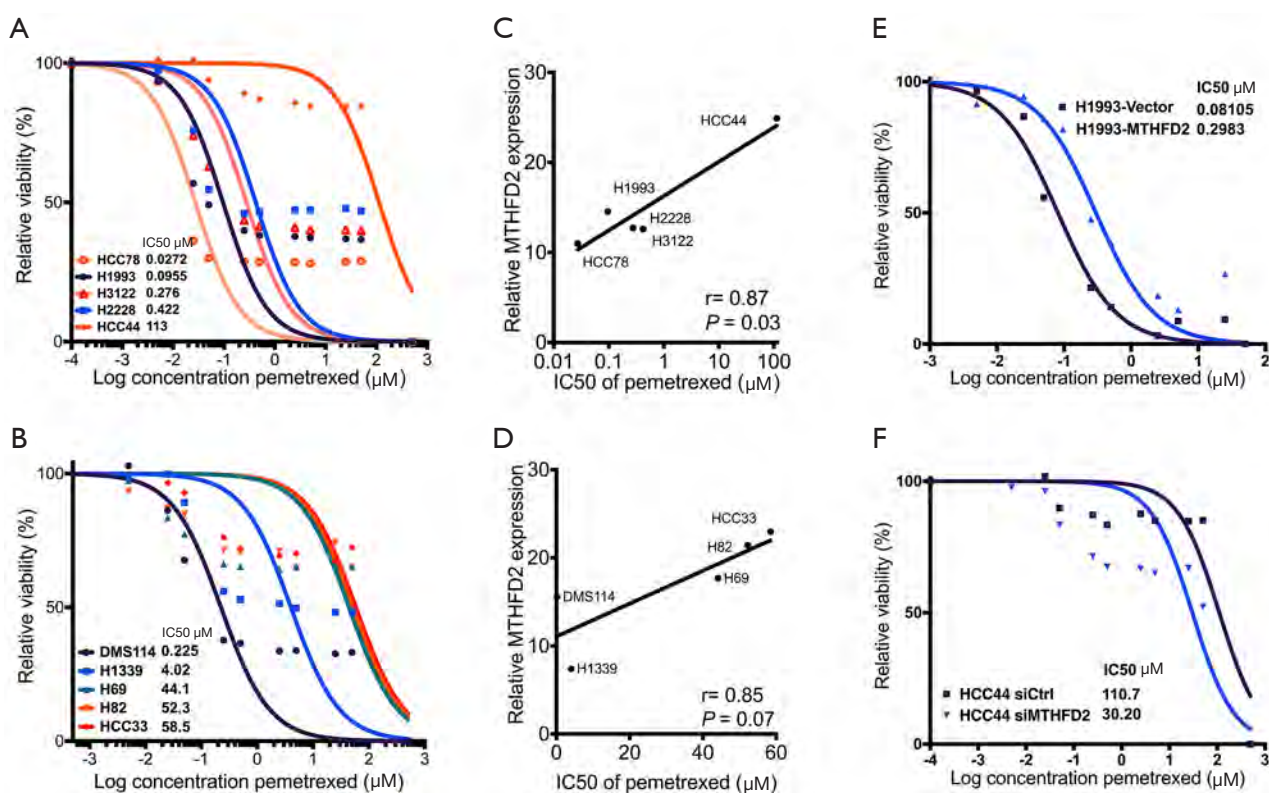 A
Relative viability (%)
100
50
0
IC50 µM
HCC78 0.0272
H1993 0.0955
H3122 0.276
H2228 0.422
HCC44 113
-4 -3 -2 -1 0 1 2 3
Log concentration pemetrexed (µM)
C
Relative MTHFD2 expression
30
20
10
0
HCC44
H1993
H2228
H3122
HCC78
r= 0.87
P = 0.03
0.01 0.1 1 10 100
IC50 of pemetrexed (µM)
E
Relative viability (%)
100
50
0
IC50 µM
H1993-Vector 0.08105
H1993-MTHFD2 0.2983
-3 -2 -1 0 1 2
Log concentration pemetrexed (µM)
B
Relative viability (%)
100
50
0
IC50 µM
DMS114 0.225
H1339 4.02
H69 44.1
H82 52.3
HCC33 58.5
-3 -2 -1 0 1 2 3
Log concentration pemetrexed (µM)
D
Relative MTHFD2 expression
30
20
10
0
HCC33
H82
H69
DMS114
H1339
r= 0.85
P = 0.07
0 20 40 60
IC50 of pemetrexed (µM)
F
Relative viability (%)
100
50
0
IC50 µM
HCC44 siCtrl 110.7
HCC44 siMTHFD2 30.20
-4 -3 -2 -1 0 1 2 3
Log concentration pemetrexed (µM)